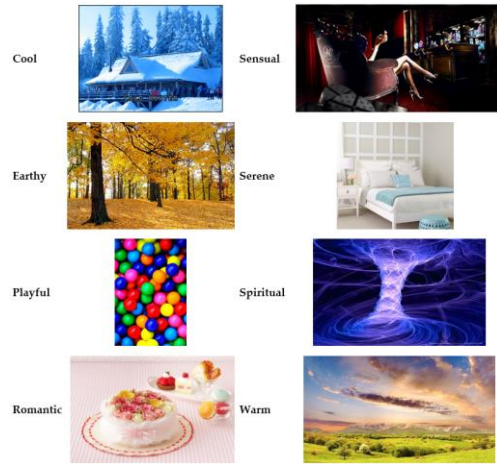 Cool
Sensual
Earthy
Serene
Playful
Spiritual
Romantic
Warm